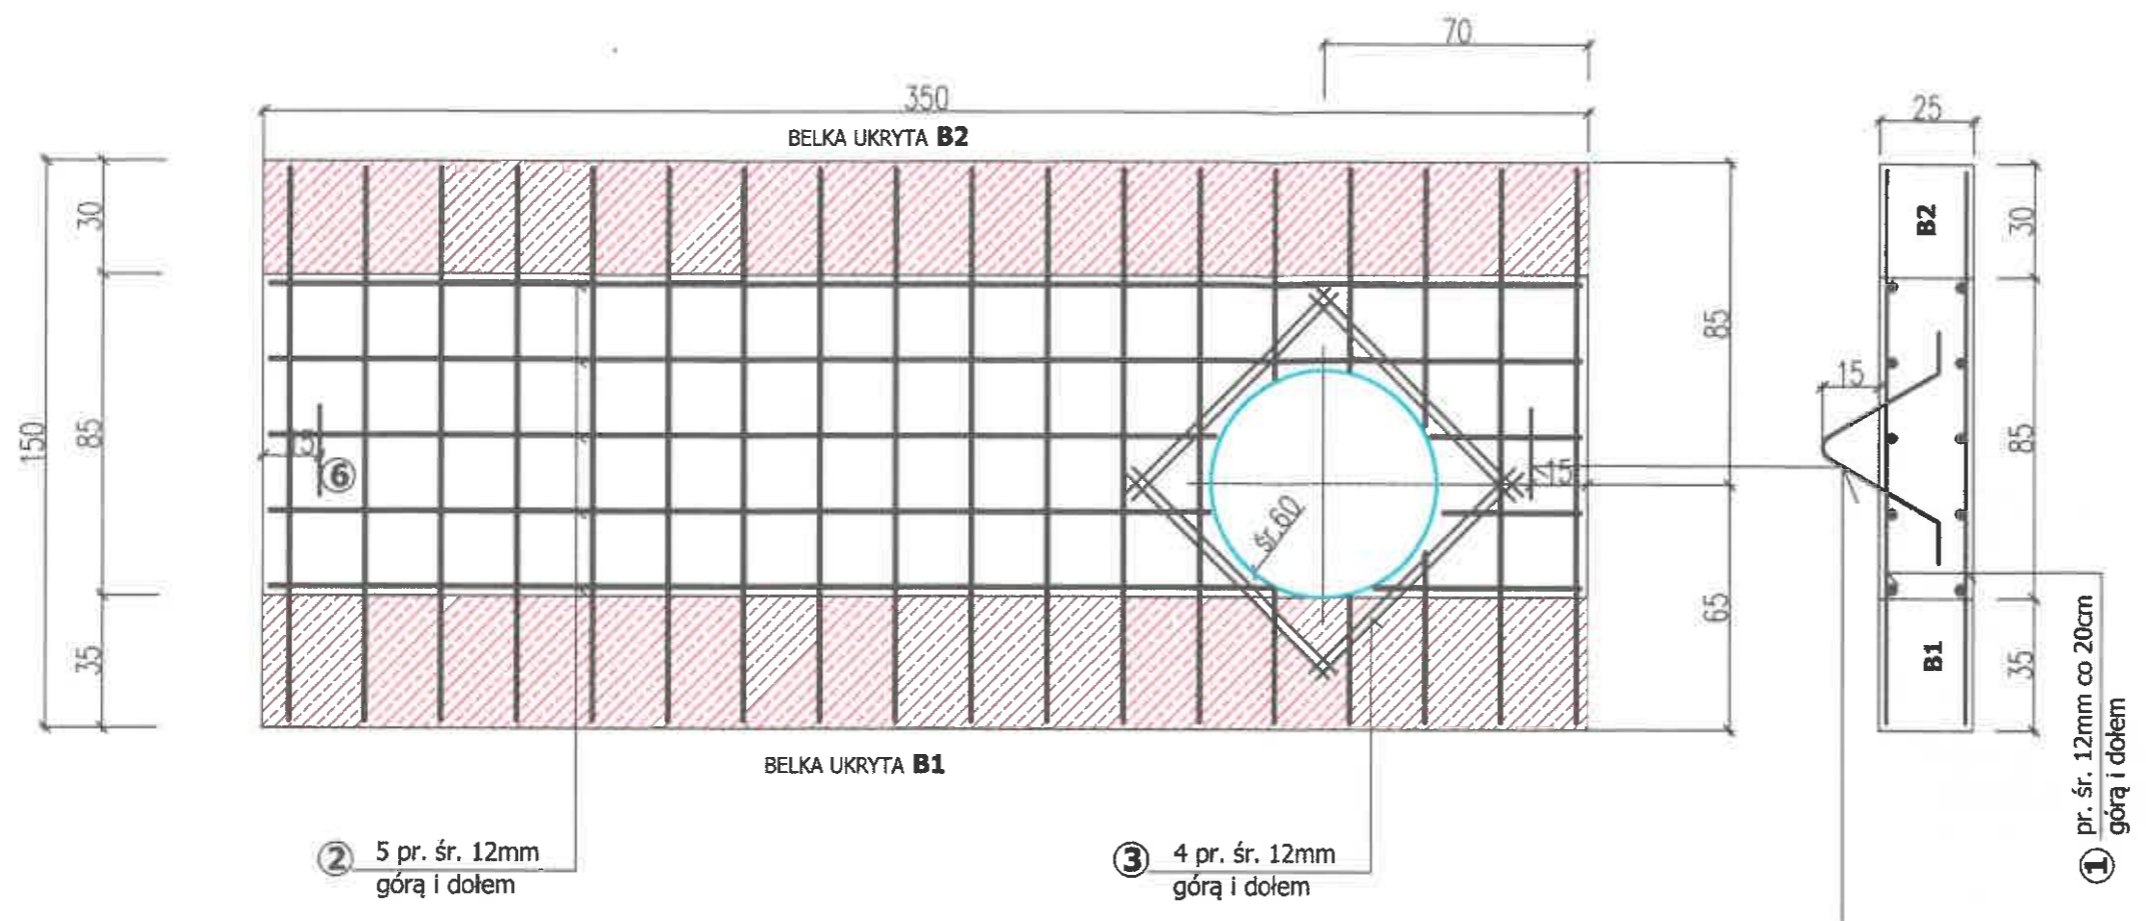 70
350
25
BELKA UKRYTA B2
30
85
35
150
15
6
śr.60
15
85
65
B2
B1
15
30
85
35
BELKA UKRYTA B1
2 5 pr. śr. 12mm
górą i dołem
3 4 pr. śr. 12mm
górą i dołem
1 pr. śr. 12mm co 20cm
górą i dołem